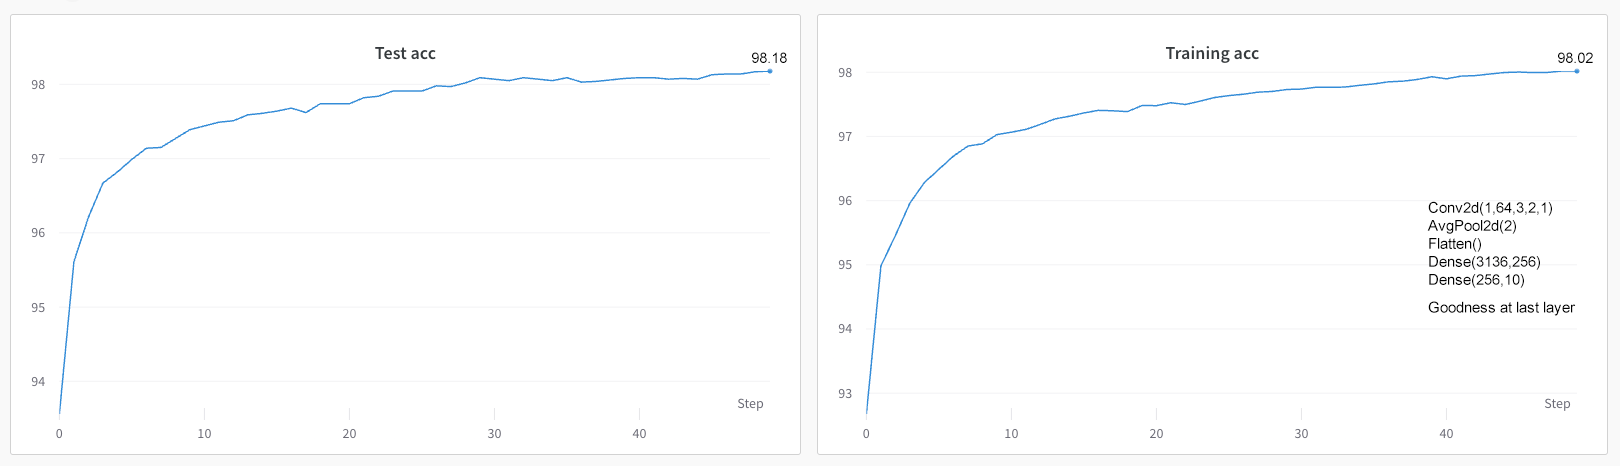 Test acc
98.18
98
97
96
95
94
Step
0 10 20 30 40
Training acc
98.02
98
97
96
95
94
93
Conv2d(1,64,3,2,1)
AvgPool2d(2)
Flatten()
Dense(3136,256)
Dense(256,10)
Goodness at last layer
Step
0 10 20 30 40